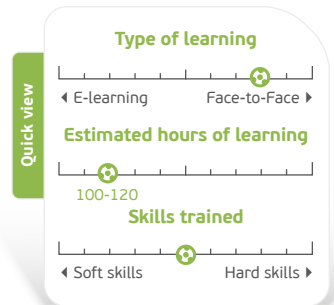 Type of learning
◂ E-learning Face-to-Face ▸
Quick view
Estimated hours of learning
100-120
Skills trained
◂ Soft skills Hard skills ▸